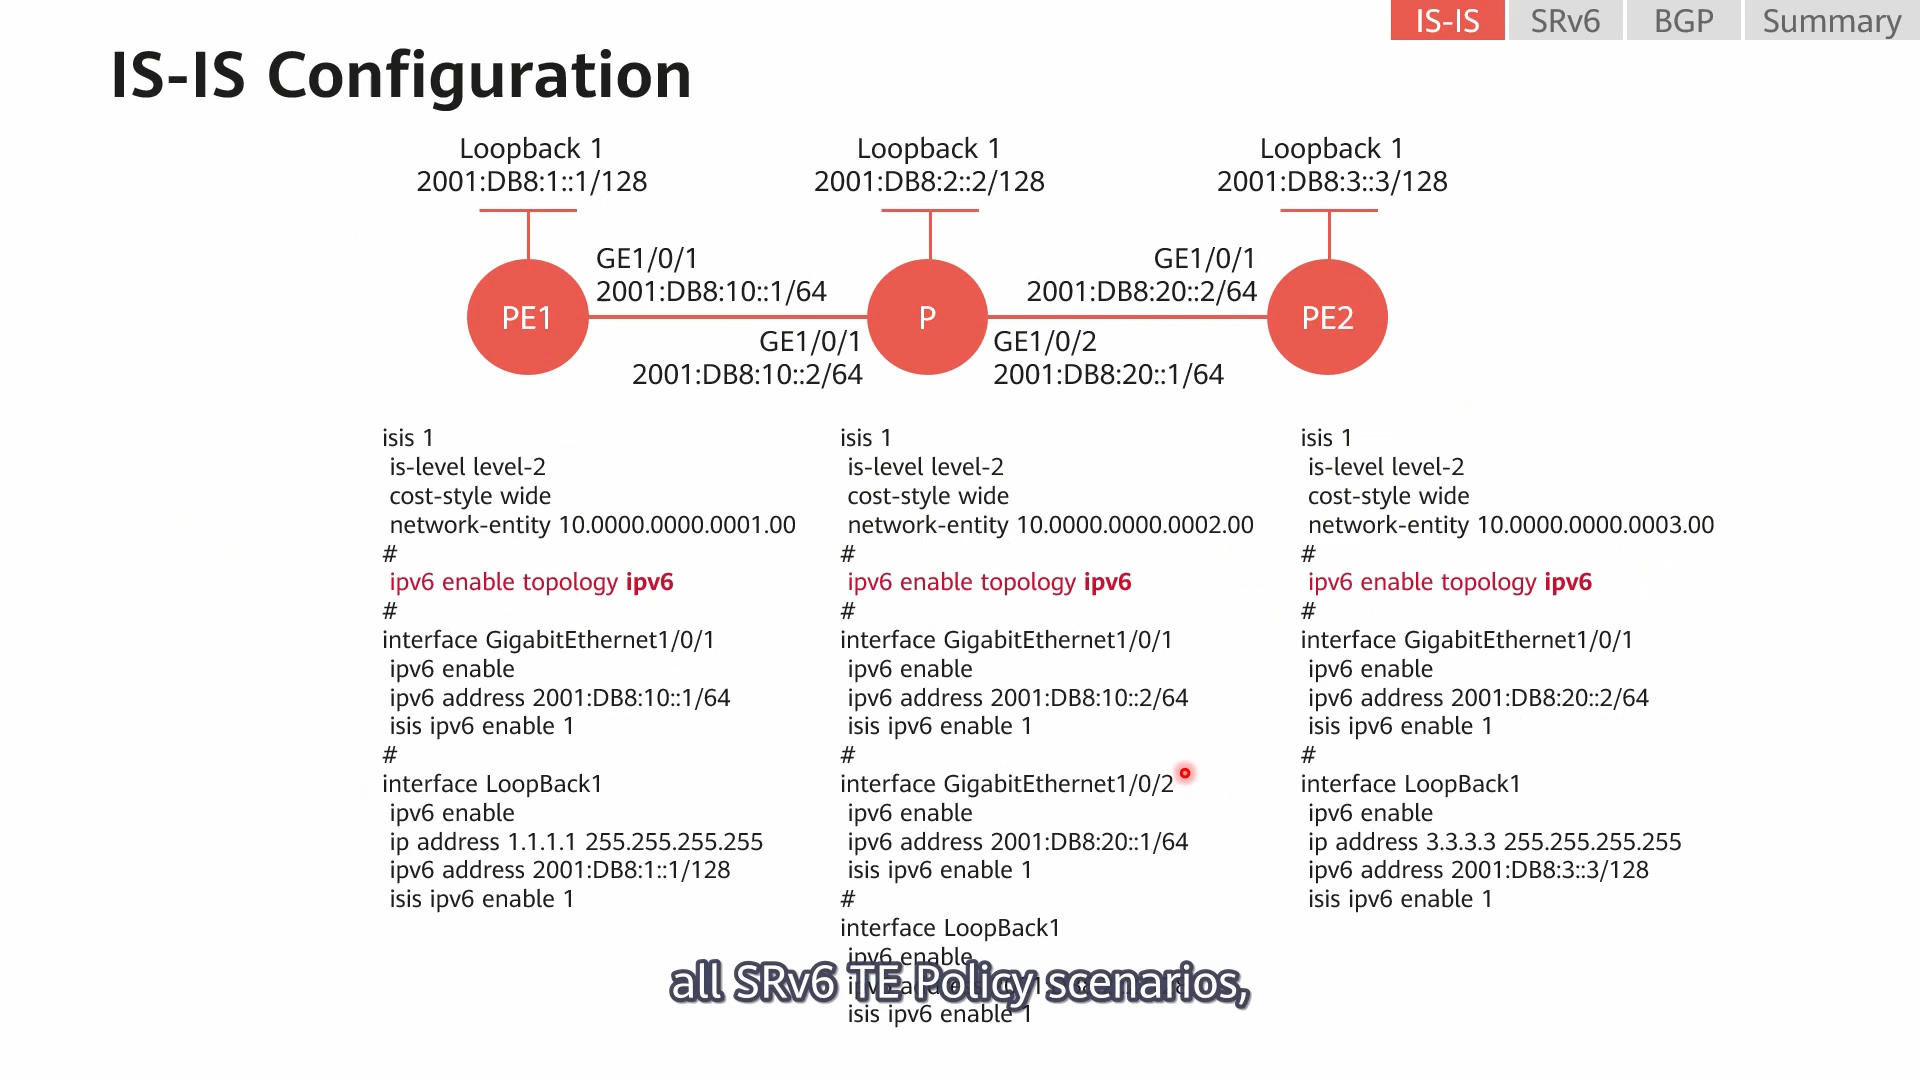 IS-IS
SRv6
BGP
Summary
IS-IS Configuration
Loopback 1
2001:DB8:1::1/128
Loopback 1
2001:DB8:2::2/128
Loopback 1
2001:DB8:3::3/128
GE1/0/1
2001:DB8:10::1/64
GE1/0/1
2001:DB8:20::2/64
PE1
P
PE2
GE1/0/1
2001:DB8:10::2/64
GE1/0/2
2001:DB8:20::1/64
isis 1
is-level level-2
cost-style wide
network-entity 10.0000.0000.0001.00
#
ipv6 enable topology ipv6
#
interface GigabitEthernet1/0/1
ipv6 enable
ipv6 address 2001:DB8:10::1/64
isis ipv6 enable 1
#
interface LoopBack1
ipv6 enable
ip address 1.1.1.1 255.255.255.255
ipv6 address 2001:DB8:1::1/128
isis ipv6 enable 1
isis 1
is-level level-2
cost-style wide
network-entity 10.0000.0000.0002.00
#
ipv6 enable topology ipv6
#
interface GigabitEthernet1/0/1
ipv6 enable
ipv6 address 2001:DB8:10::2/64
isis ipv6 enable 1
#
interface GigabitEthernet1/0/2
ipv6 enable
ipv6 address 2001:DB8:20::1/64
isis ipv6 enable 1
#
interface LoopBack1
ipv6 enable
isis ipv6 enable 1
isis 1
is-level level-2
cost-style wide
network-entity 10.0000.0000.0003.00
#
ipv6 enable topology ipv6
#
interface GigabitEthernet1/0/1
ipv6 enable
ipv6 address 2001:DB8:20::2/64
isis ipv6 enable 1
#
interface LoopBack1
ipv6 enable
ip address 3.3.3.3 255.255.255.255
ipv6 address 2001:DB8:3::3/128
isis ipv6 enable 1
all SRv6 TE Policy scenarios,